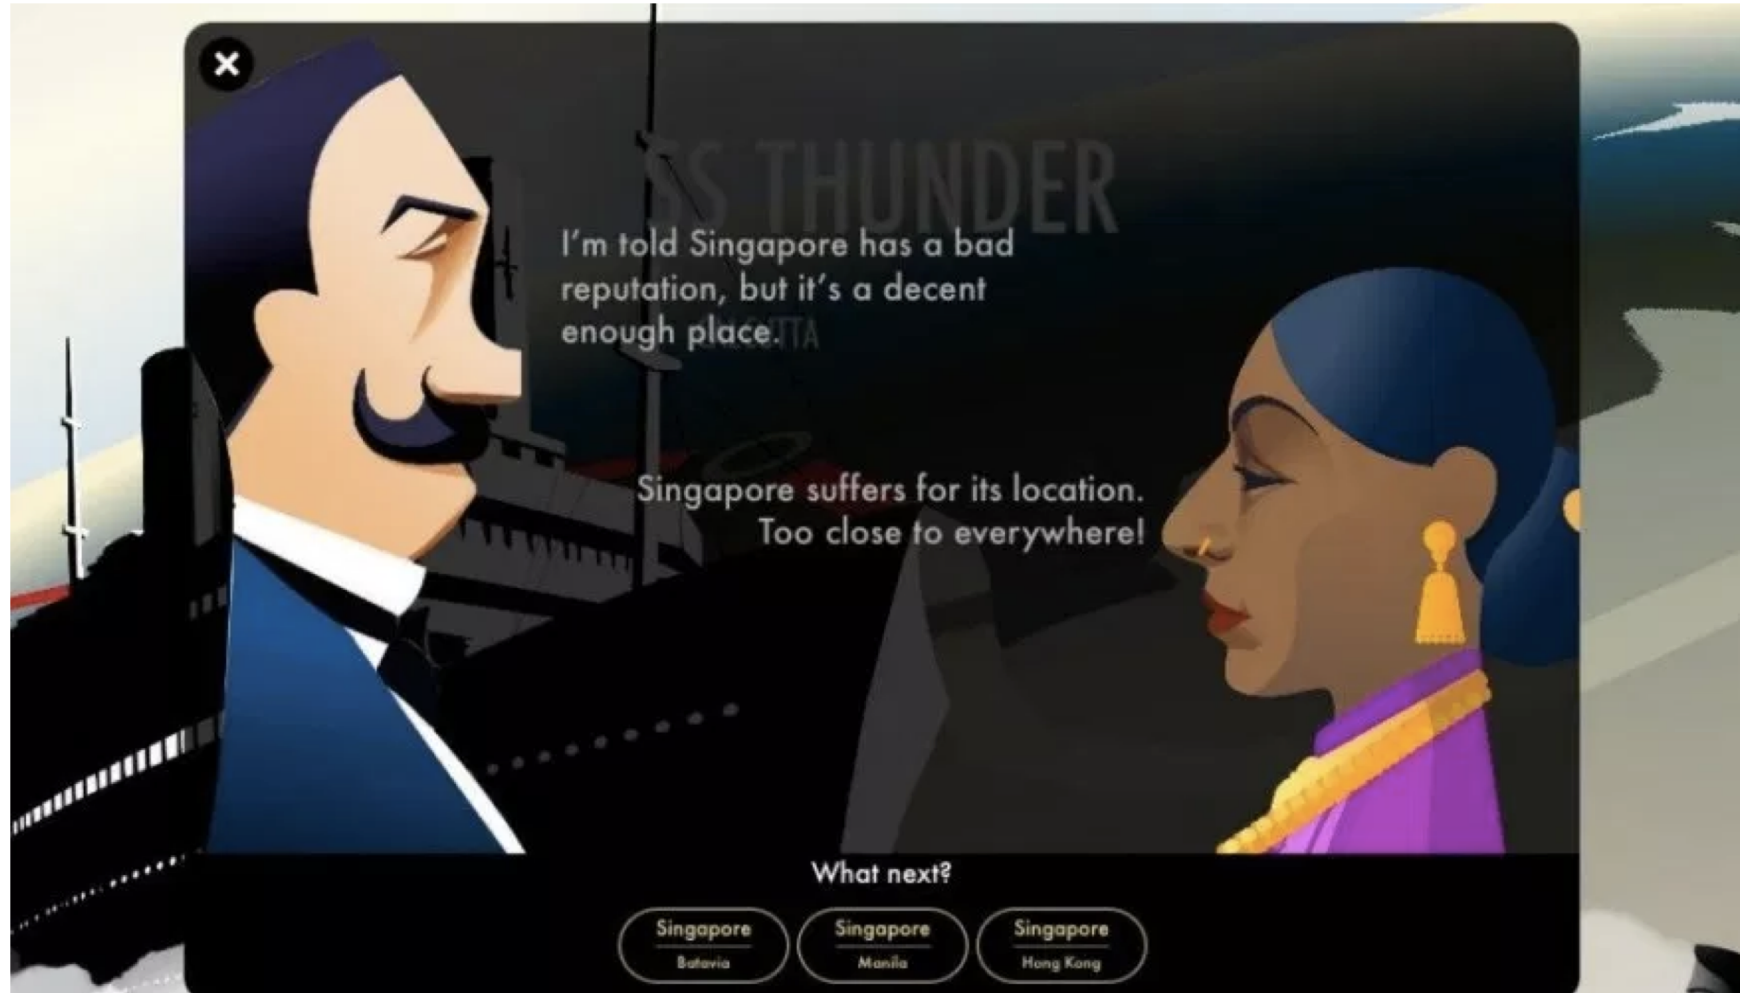 SS THUNDER
I'm told Singapore has a bad
reputation, but it's a decent
enough place.
Singapore suffers for its location.
Too close to everywhere!
What next?
Singapore
Batavia
Singapore
Manila
Singapore
Hong Kong